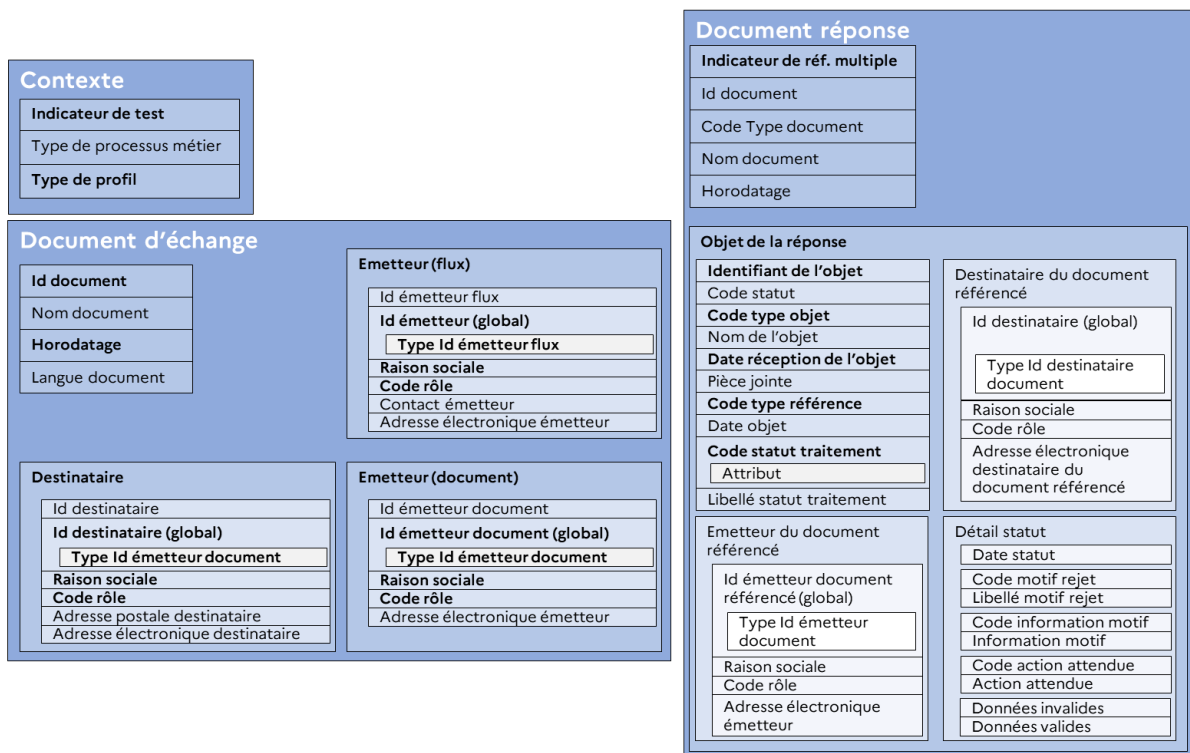 Contexte
Indicateur de test
Type de processus métier
Type de profil
Document d’échange
Id document
Nom document
Horodatage
Langue document
Emetteur (flux)
Id émetteur flux
Id émetteur (global)
Type Id émetteur flux
Raison sociale
Code rôle
Contact émetteur
Adresse électronique émetteur
Destinataire
Id destinataire
Id destinataire (global)
Type Id émetteur document
Raison sociale
Code rôle
Adresse postale destinataire
Adresse électronique destinataire
Emetteur (document)
Id émetteur document
Id émetteur document (global)
Type Id émetteur document
Raison sociale
Code rôle
Adresse électronique émetteur
Document réponse
Indicateur de réf. multiple
Id document
Code Type document
Nom document
Horodatage
Objet de la réponse
Identifiant de l’objet
Code statut
Code type objet
Nom de l’objet
Date réception de l’objet
Pièce jointe
Code type référence
Date objet
Code statut traitement
Attribut
Libellé statut traitement
Destinataire du document
référencé
Id destinataire (global)
Type Id destinataire
document
Raison sociale
Code rôle
Adresse électronique
destinataire du
document référencé
Emetteur du document
référencé
Id émetteur document
référencé (global)
Type Id émetteur
document
Raison sociale
Code rôle
Adresse électronique
émetteur
Détail statut
Date statut
Code motif rejet
Libellé motif rejet
Code information motif
Information motif
Code action attendue
Action attendue
Données invalides
Données valides